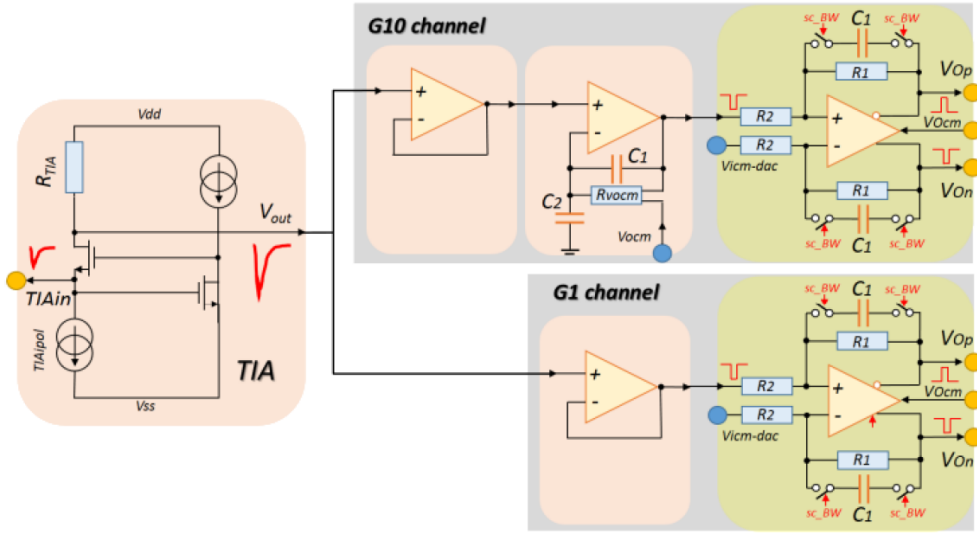 G10 channel
sc_BW
C1
sc_BW
R1
VOp
R2
+
-
+
-
+
-
VOcm
R2
Vicm-dac
C1
Rvocm
C2
Vocm
R1
VOn
sc_BW
C1
sc_BW
Vdd
RTIA
Vout
TIAin
TIAipol
TIA
Vss
G1 channel
sc_BW
C1
sc_BW
R1
VOp
R2
+
-
+
-
VOcm
R2
Vicm-dac
R1
VOn
sc_BW
C1
sc_BW